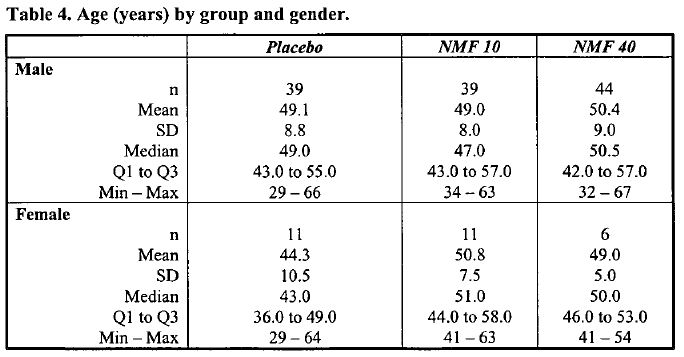 Table 4. Age (years) by group and gender.
Placebo NMF 10 NMF 40
Male
n 39 39 44
Mean 49.1 49.0 50.4
SD 8.8 8.0 9.0
Median 49.0 47.0 50.5
Q1 to Q3 43.0 to 55.0 43.0 to 57.0 42.0 to 57.0
Min – Max 29 – 66 34 – 63 32 – 67
Female
n 11 11 6
Mean 44.3 50.8 49.0
SD 10.5 7.5 5.0
Median 43.0 51.0 50.0
Q1 to Q3 36.0 to 49.0 44.0 to 58.0 46.0 to 53.0
Min – Max 29 – 64 41 – 63 41 – 54